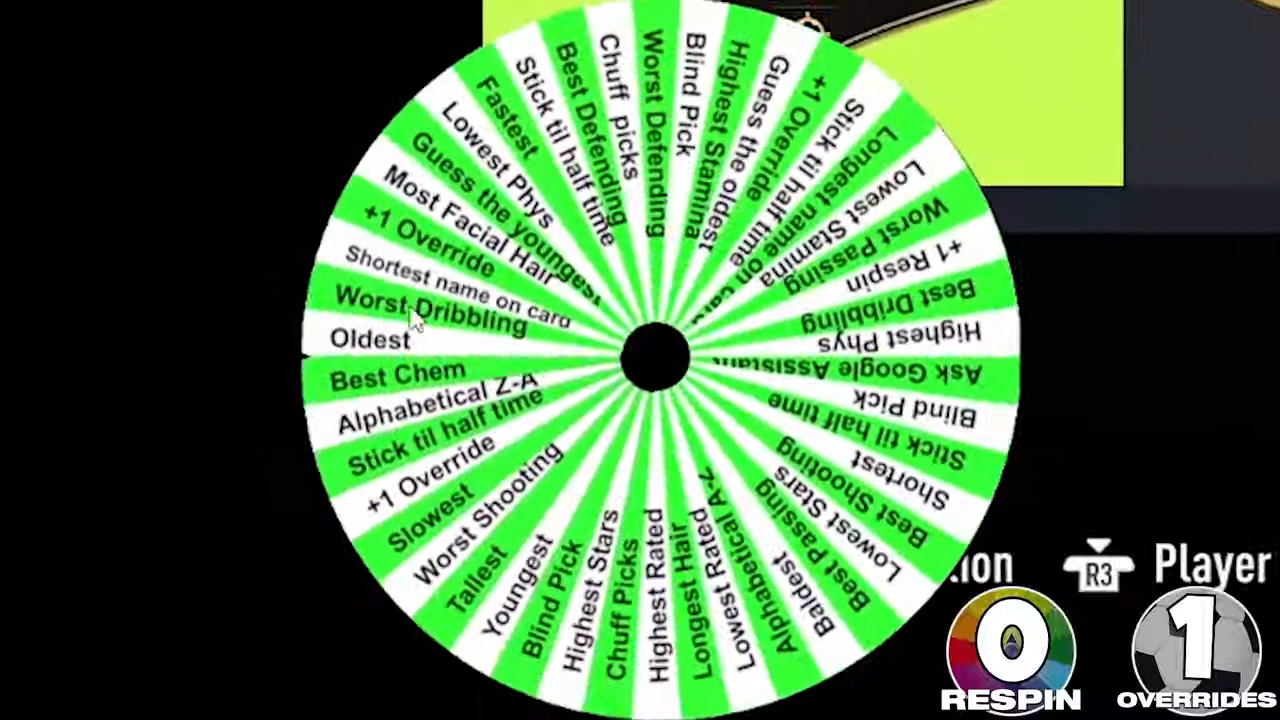 Worst Defending
Blind Pick
Highest Stamina
Guess the oldest
+1 Override
Stick til half time
Longest name on card
Lowest Stamina
Worst Passing
+1 Respin
Best Dribbling
Highest Phys
Ask Google Assistant
Blind Pick
Stick til half time
Shortest
Best Shooting
Lowest Stars
Best Passing
Baldest
Alphabetical A-Z
Lowest Rated
Longest Hair
Highest Rated
Chuff Picks
Highest Stars
Blind Pick
Youngest
Tallest
Worst Shooting
Slowest
+1 Override
Stick til half time
Alphabetical Z-A
Best Chem
Oldest
Worst Dribbling
Shortest name on card
+1 Override
Most Facial Hair
Guess the youngest
Lowest Phys
Fastest
Stick til half time
Best Defending
Chuff picks
R3 Player
0
RESPIN
1
OVERRIDES